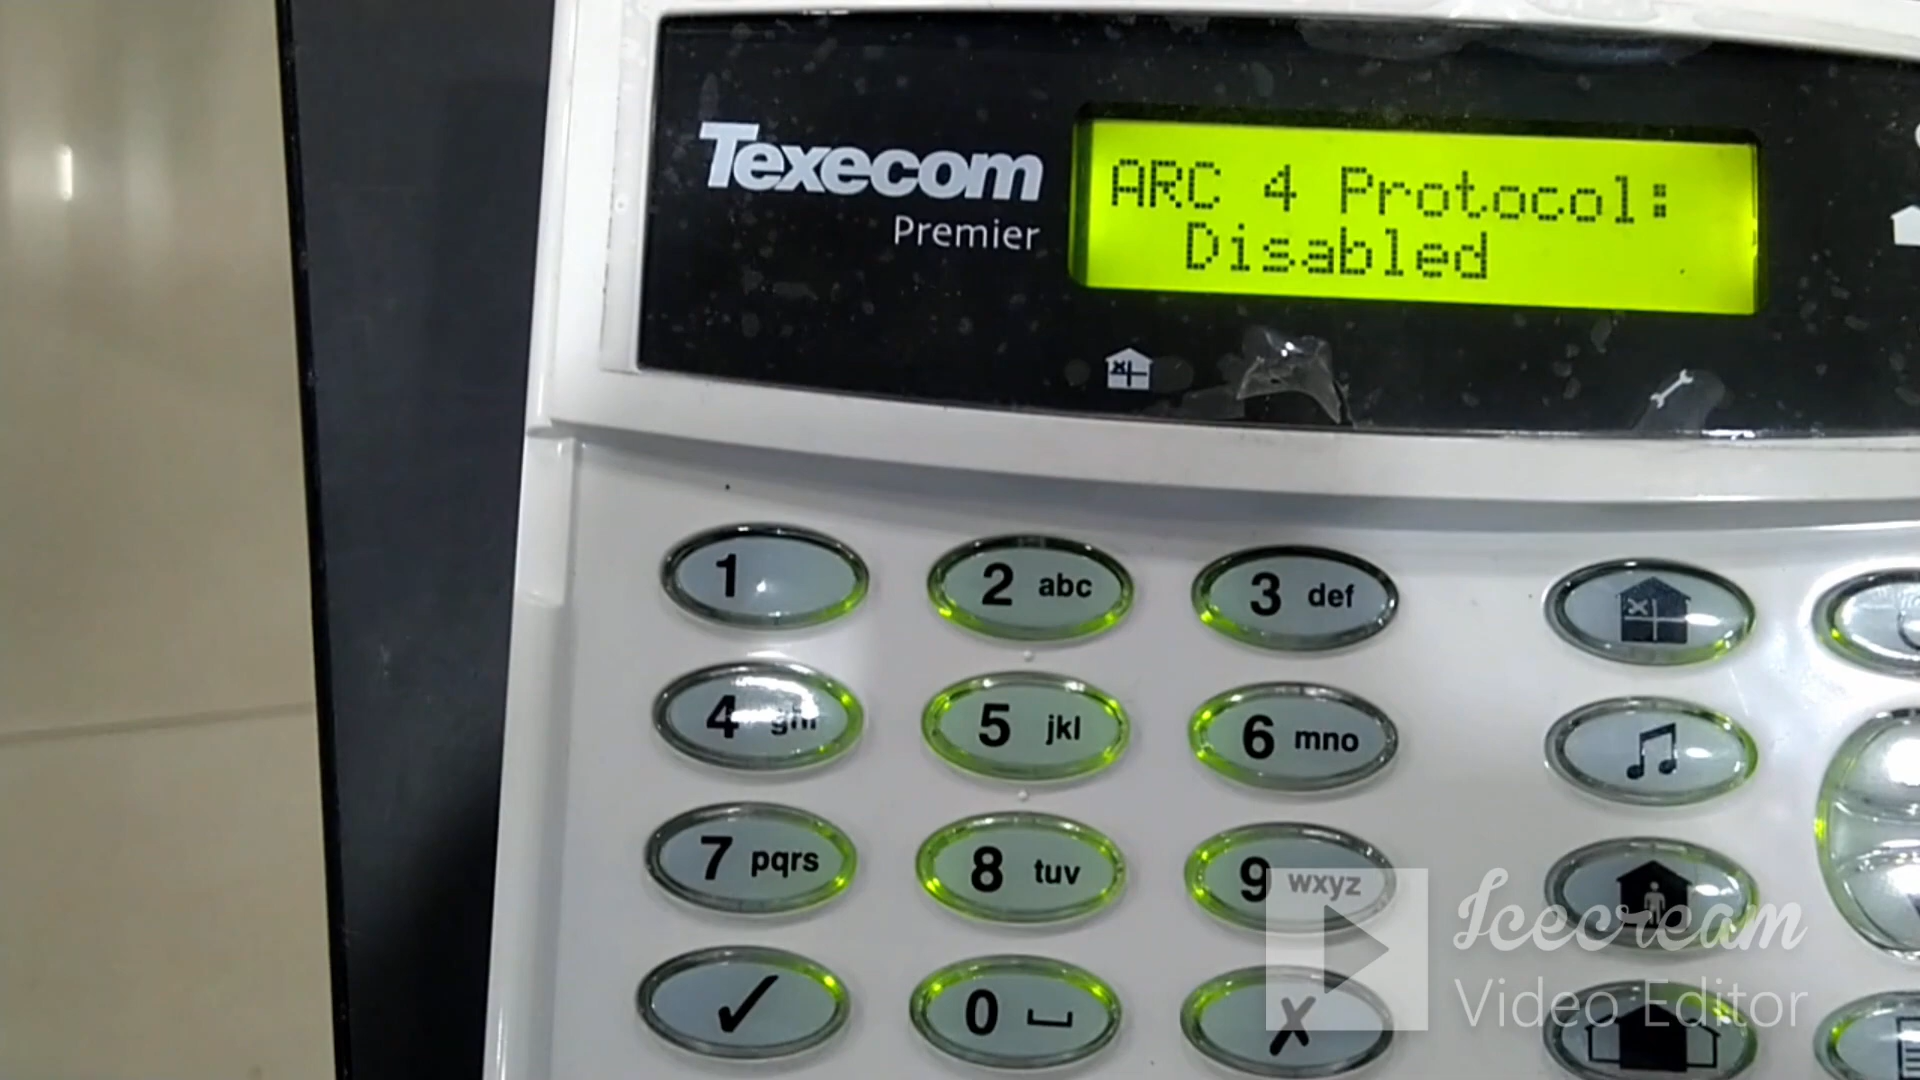 Texecom
Premier
ARC 4 Protocol:
Disabled
1
2 abc
3 def
4 ghi
5 jkl
6 mno
7 pqrs
8 tuv
9 wxyz
0
Icecream
Video Editor